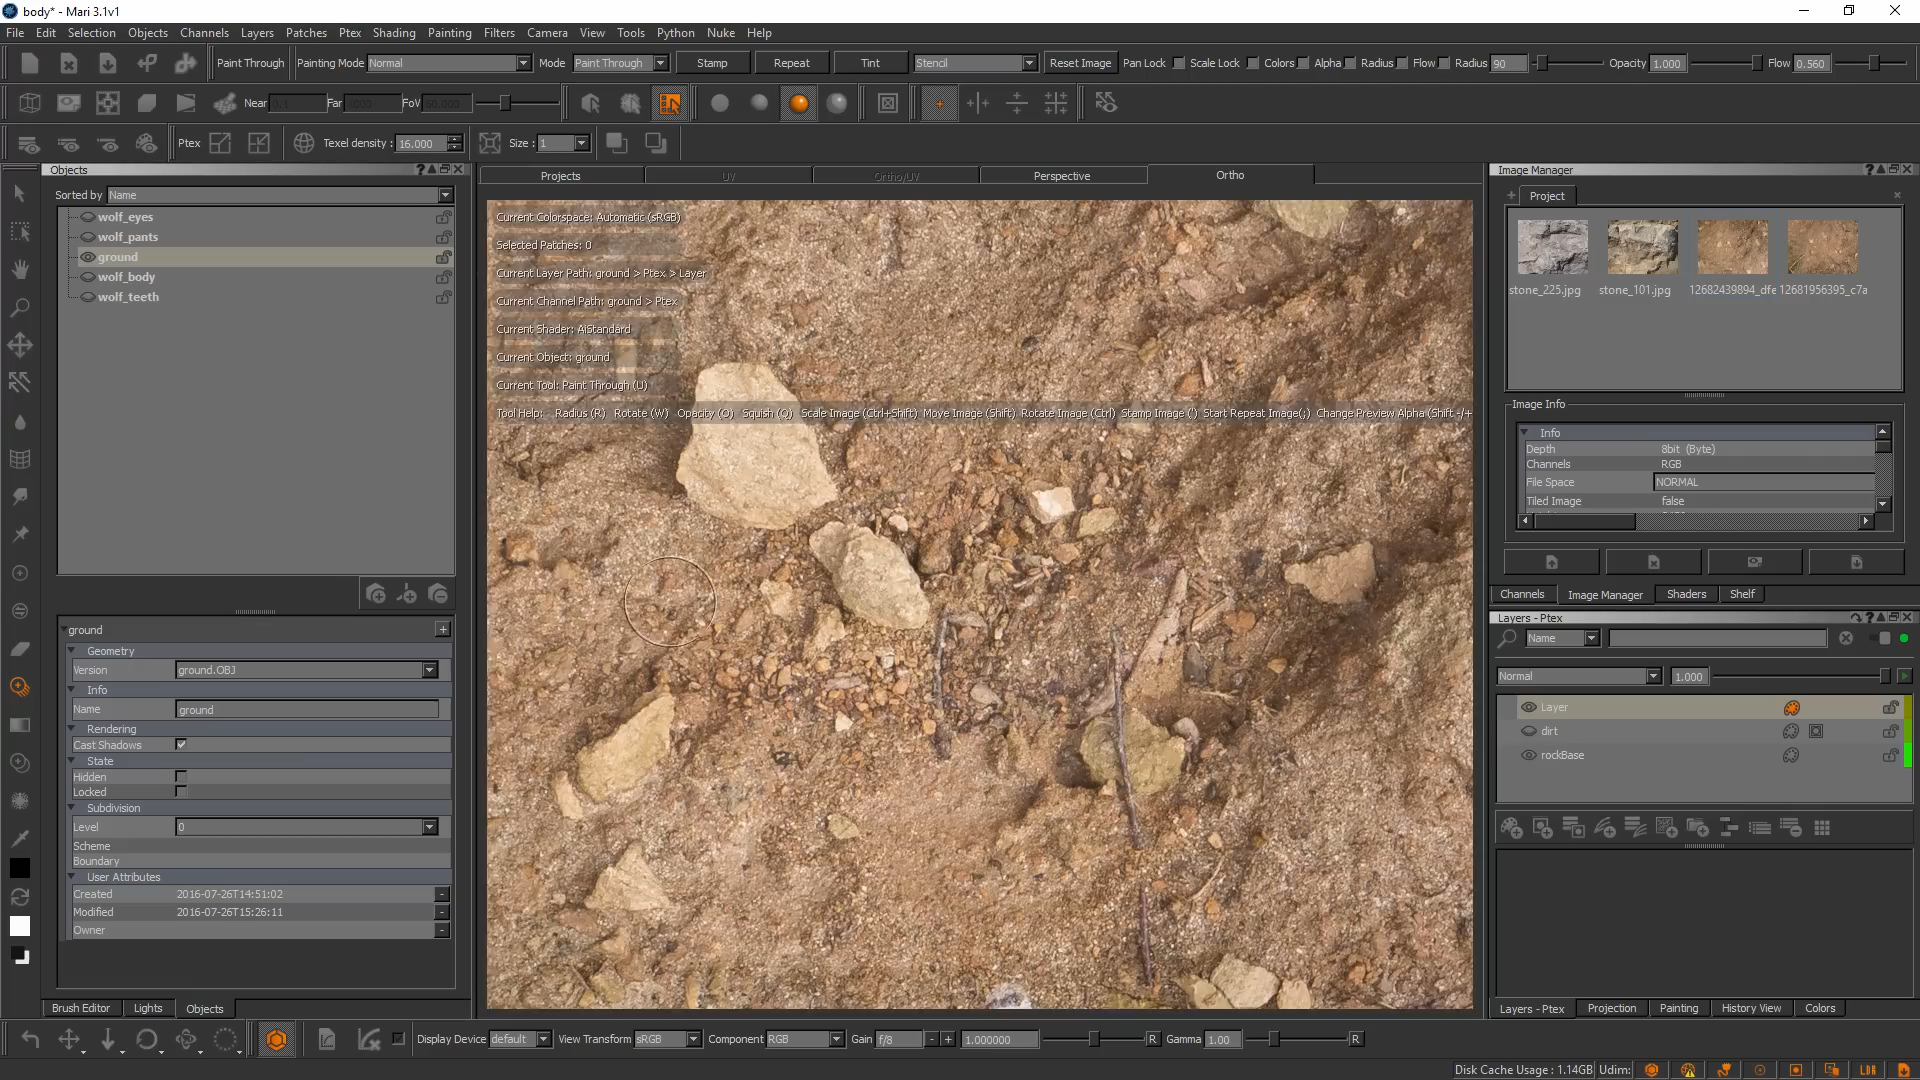 body* - Mari 3.1v1
File Edit Selection Objects Channels Layers Patches Ptex Shading Painting Filters Camera View Tools Python Nuke Help
Paint Through Painting Mode Normal Mode Paint Through Stamp Repeat Tint Stencil Reset Image Pan Lock Scale Lock Colors Alpha Radius Flow Radius 90 Opacity 1.000 Flow 0.560
Near 0.1 Far FoV
Ptex Texel density : 16.000 Size : 1
Objects
Sorted by Name
wolf_eyes
wolf_pants
ground
wolf_body
wolf_teeth
ground
Geometry
Version ground.OBJ
Info
Name ground
Rendering
Cast Shadows
State
Hidden
Locked
Subdivision
Level 0
Scheme
Boundary
User Attributes
Created 2016-07-26T14:51:02
Modified 2016-07-26T15:26:11
Owner
Brush Editor Lights Objects
Projects UV Ortho/UV Perspective Ortho
Current Colorspace: Automatic (sRGB)
Selected Patches: 0
Current Layer Path: ground > Ptex > Layer
Current Channel Path: ground > Ptex
Current Shader: AiStandard
Current Object: ground
Current Tool: Paint Through (U)
Tool Help: Radius (R) Rotate (W) Opacity (O) Squish (Q) Scale Image (Ctrl+Shift) Move Image (Shift) Rotate Image (Ctrl) Stamp Image (') Start Repeat Image(;) Change Preview Alpha (Shift -/+
Image Manager
Project
stone_225.jpg stone_101.jpg 12682439894_dfe 12681956395_c7a
Image Info
Info
Depth 8bit (Byte)
Channels RGB
File Space NORMAL
Tiled Image false
Channels Image Manager Shaders Shelf
Layers - Ptex
Name
Normal 1.000
Layer
dirt
rockBase
Layers - Ptex Projection Painting History View Colors
Display Device default View Transform sRGB Component RGB Gain f/8 - + 1.000000 R Gamma 1.00 R
Disk Cache Usage : 1.14GB Udim: LDR